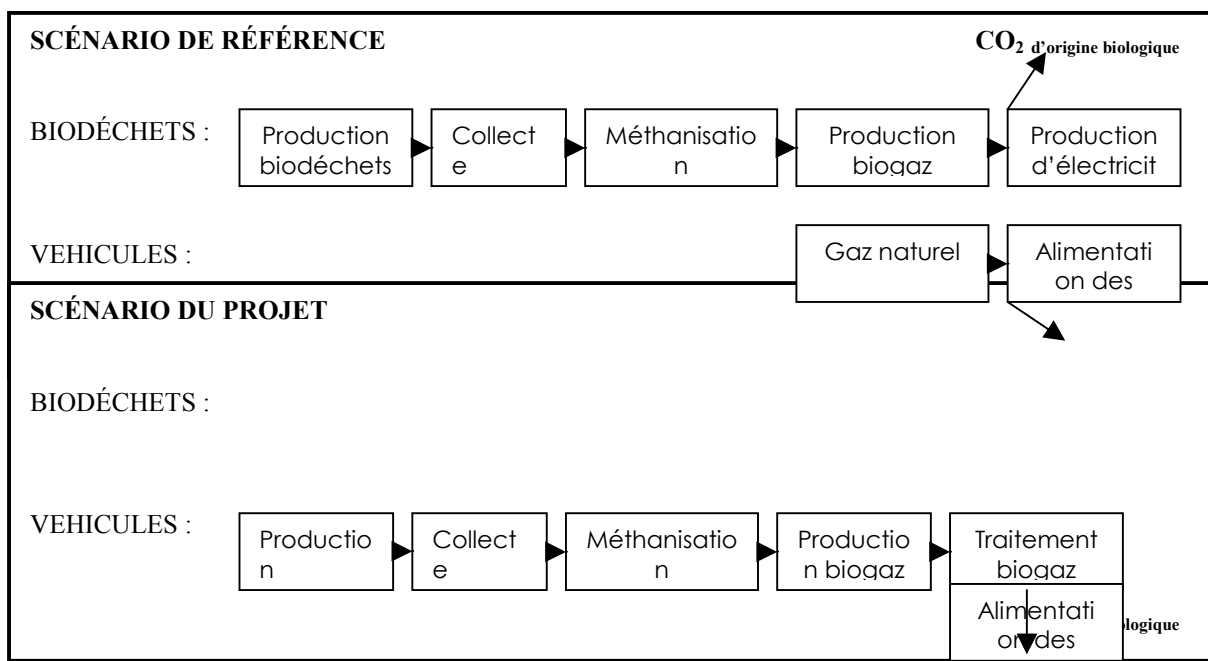 SCÉNARIO DE RÉFÉRENCE
CO2 d'origine biologique
BIODÉCHETS :
Production
biodéchets
Collect
e
Méthanisatio
n
Production
biogaz
Production
d'électricit
VEHICULES :
Gaz naturel
Alimentati
on des
SCÉNARIO DU PROJET
BIODÉCHETS :
VEHICULES :
Productio
n
Collect
e
Méthanisatio
n
Productio
n biogaz
Traitement
biogaz
Alimentati
on des
logique